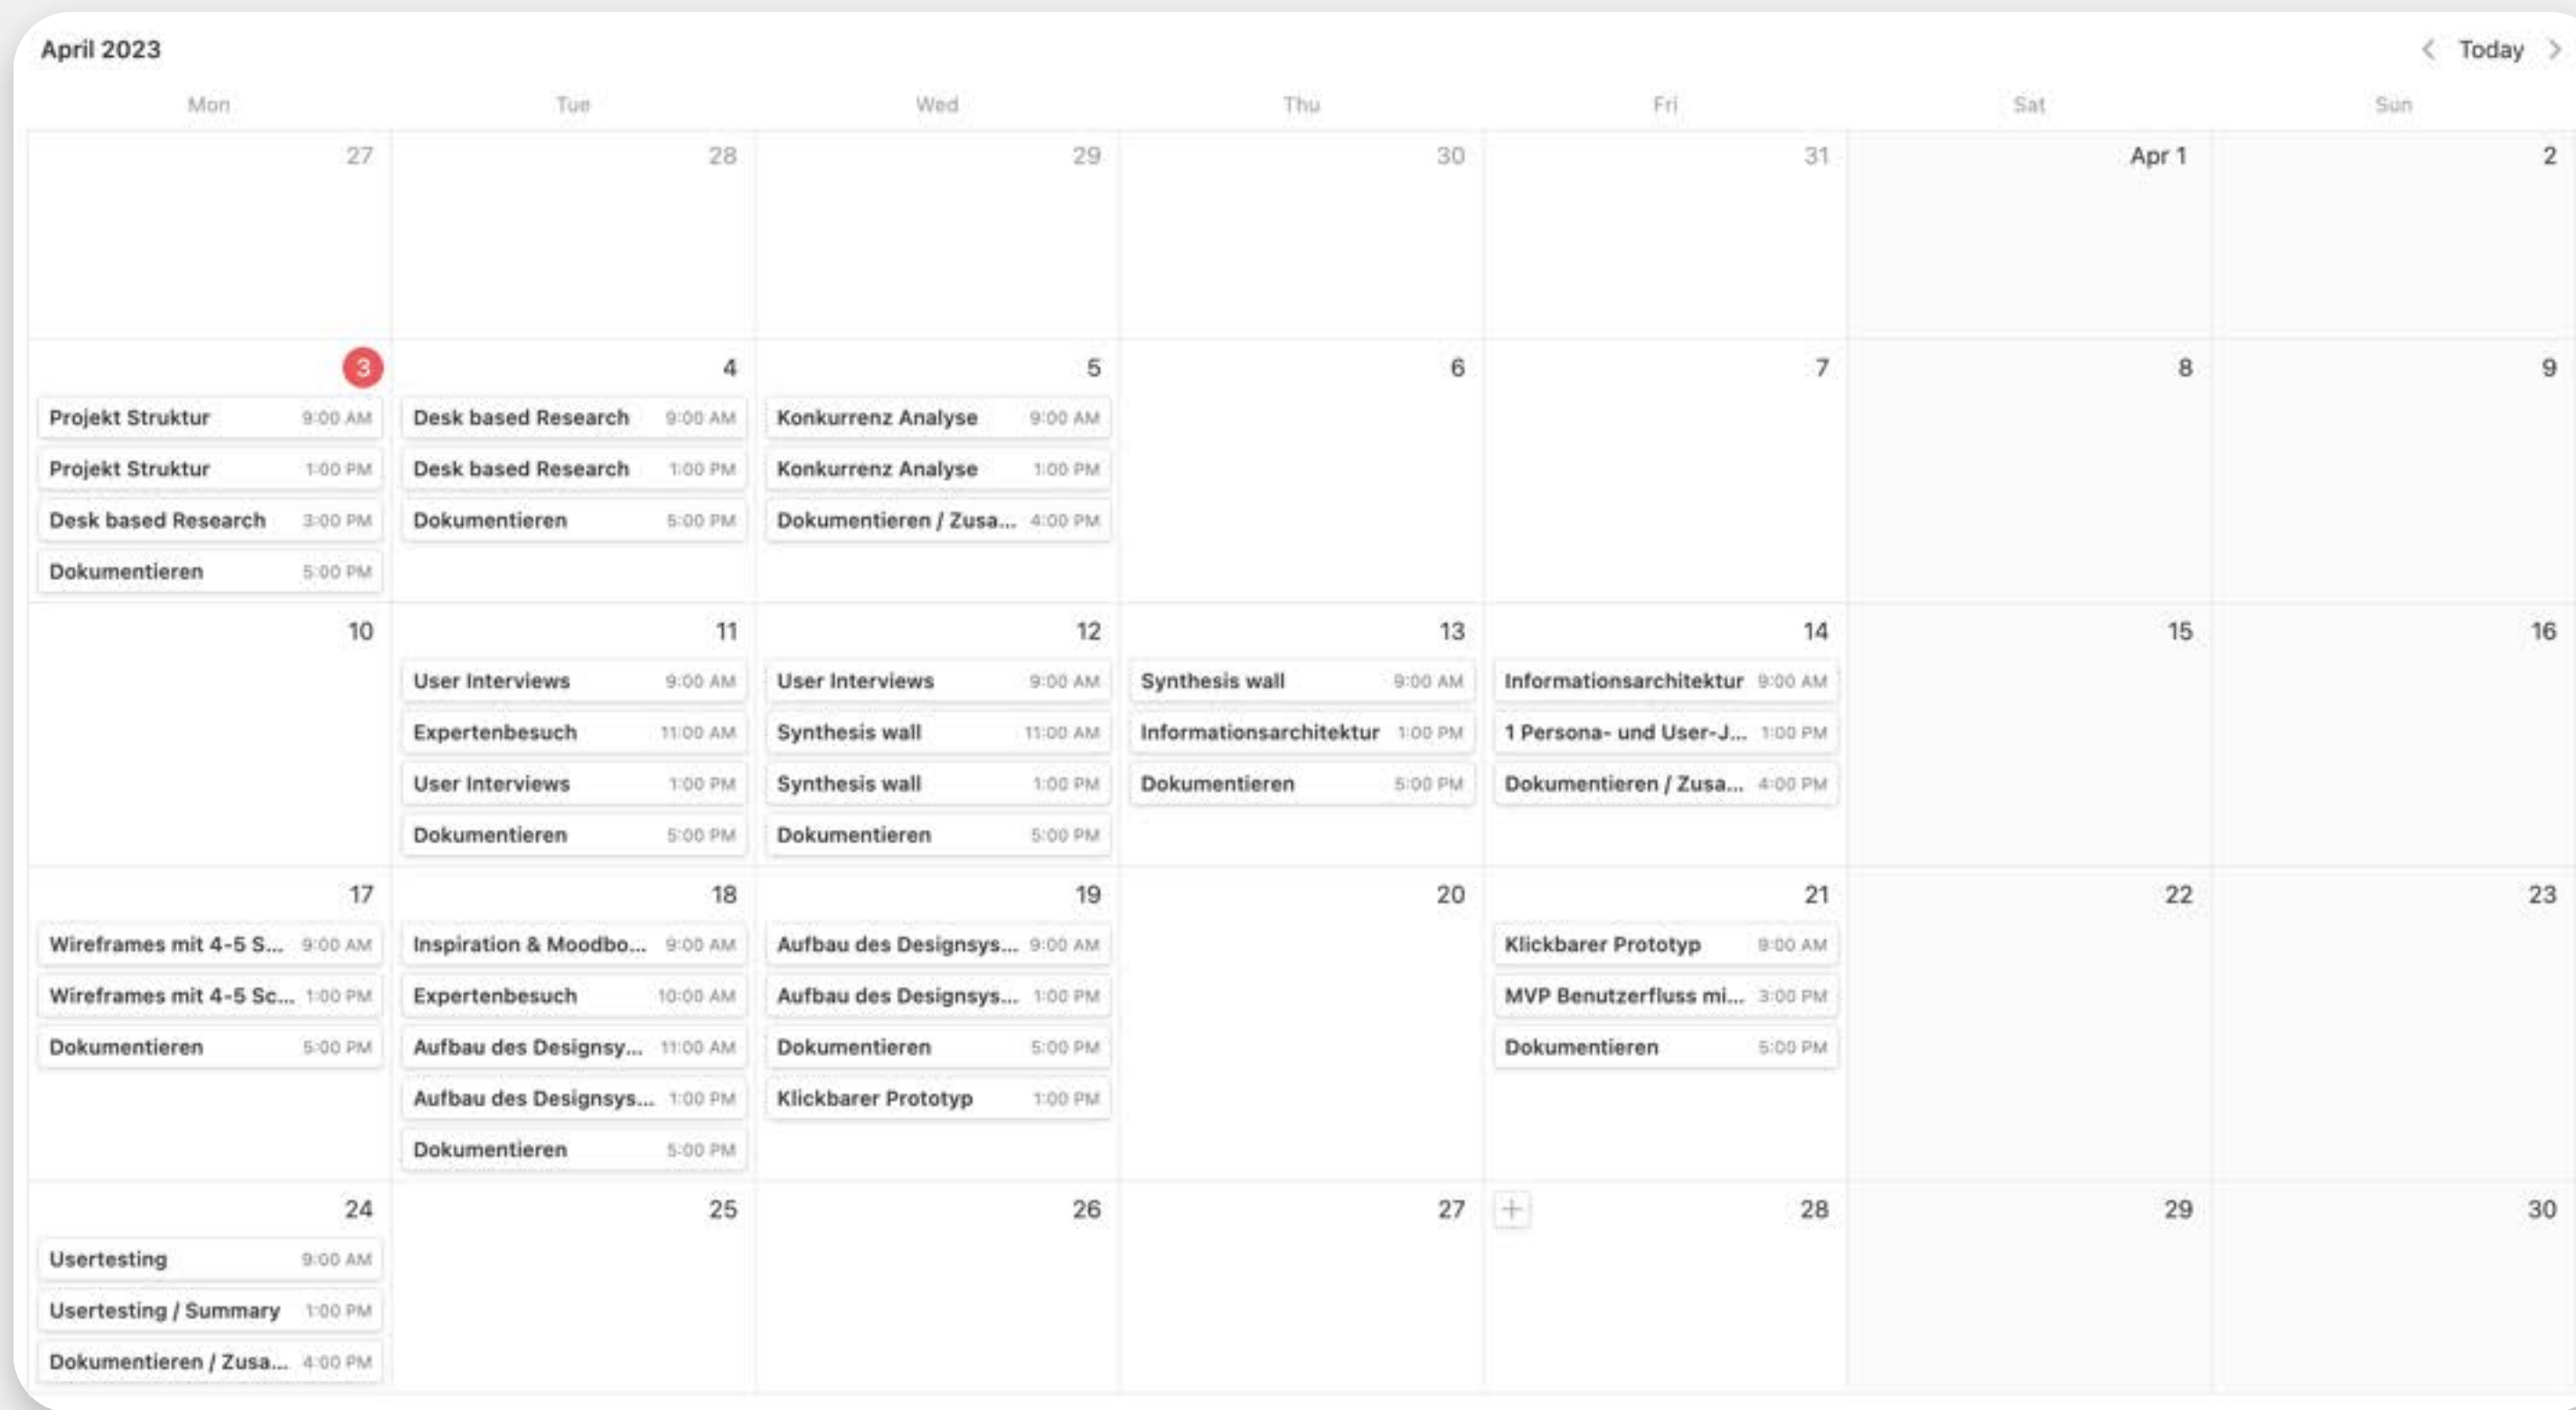 April 2023
< Today >
Mon Tue Wed Thu Fri Sat Sun
27 28 29 30 31 Apr 1 2
3 4 5 6 7 8 9
Projekt Struktur 9:00 AM
Projekt Struktur 1:00 PM
Desk based Research 3:00 PM
Dokumentieren 5:00 PM
Desk based Research 9:00 AM
Desk based Research 1:00 PM
Dokumentieren 5:00 PM
Konkurrenz Analyse 9:00 AM
Konkurrenz Analyse 1:00 PM
Dokumentieren / Zusa... 4:00 PM
10 11 12 13 14 15 16
User Interviews 9:00 AM
Expertenbesuch 11:00 AM
User Interviews 1:00 PM
Dokumentieren 5:00 PM
User Interviews 9:00 AM
Synthesis wall 11:00 AM
Synthesis wall 1:00 PM
Dokumentieren 5:00 PM
Synthesis wall 9:00 AM
Informationsarchitektur 1:00 PM
Dokumentieren 5:00 PM
Informationsarchitektur 9:00 AM
1 Persona- und User-J... 1:00 PM
Dokumentieren / Zusa... 4:00 PM
17 18 19 20 21 22 23
Wireframes mit 4-5 S... 9:00 AM
Wireframes mit 4-5 Sc... 1:00 PM
Dokumentieren 5:00 PM
Inspiration & Moodbo... 9:00 AM
Expertenbesuch 10:00 AM
Aufbau des Designsy... 11:00 AM
Aufbau des Designsys... 1:00 PM
Dokumentieren 5:00 PM
Aufbau des Designsys... 9:00 AM
Aufbau des Designsys... 1:00 PM
Dokumentieren 5:00 PM
Klickbarer Prototyp 1:00 PM
Klickbarer Prototyp 9:00 AM
MVP Benutzerfluss mi... 3:00 PM
Dokumentieren 5:00 PM
24 25 26 27 + 28 29 30
Usertesting 9:00 AM
Usertesting / Summary 1:00 PM
Dokumentieren / Zusa... 4:00 PM